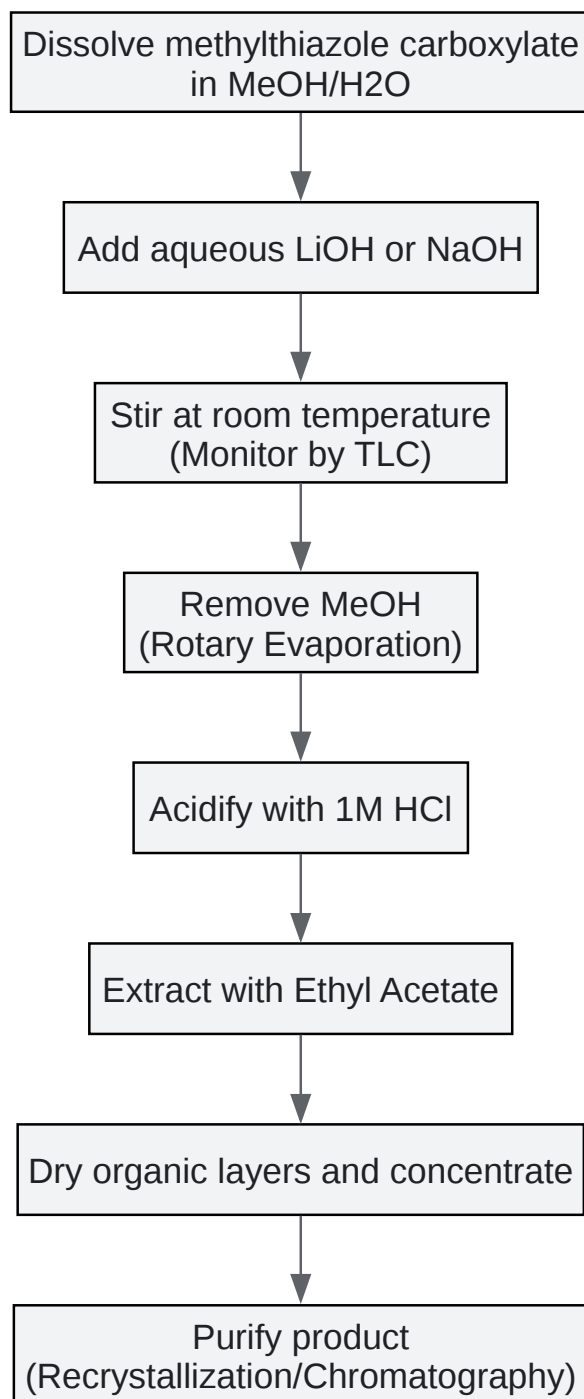 Dissolve methylthiazole carboxylate
in MeOH/H2O
Add aqueous LiOH or NaOH
Stir at room temperature
(Monitor by TLC)
Remove MeOH
(Rotary Evaporation)
Acidify with 1M HCl
Extract with Ethyl Acetate
Dry organic layers and concentrate
Purify product
(Recrystallization/Chromatography)